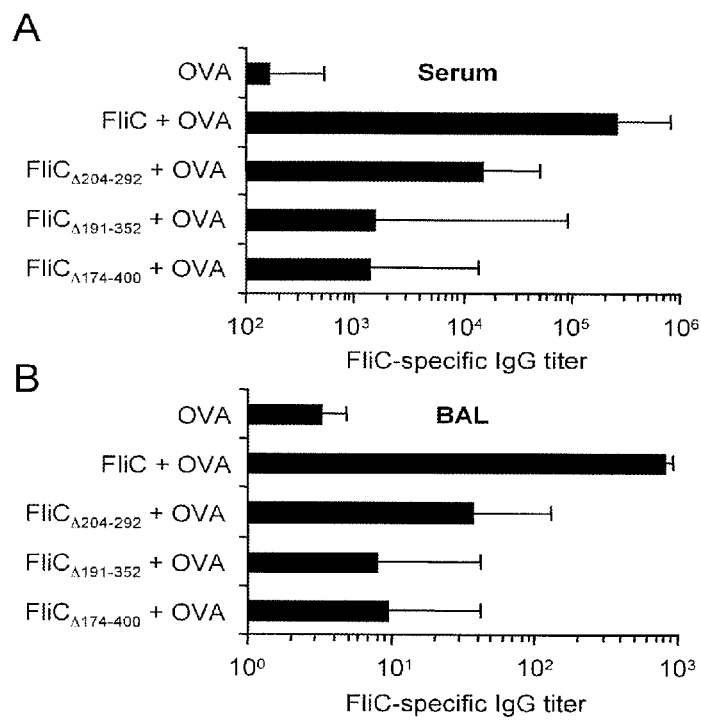 A
OVA
Serum
FliC + OVA
FliCΔ204-292 + OVA
FliCΔ191-352 + OVA
FliCΔ174-400 + OVA
10² 10³ 10⁴ 10⁵ 10⁶
FliC-specific IgG titer
B
OVA
BAL
FliC + OVA
FliCΔ204-292 + OVA
FliCΔ191-352 + OVA
FliCΔ174-400 + OVA
10⁰ 10¹ 10² 10³
FliC-specific IgG titer